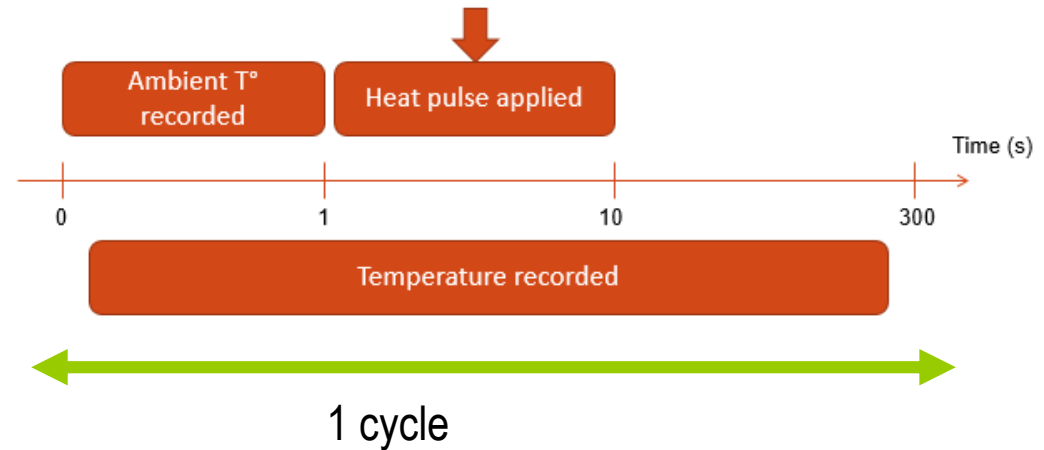 Ambient T°
recorded
Heat pulse applied
Time (s)
0
1
10
300
Temperature recorded
1 cycle